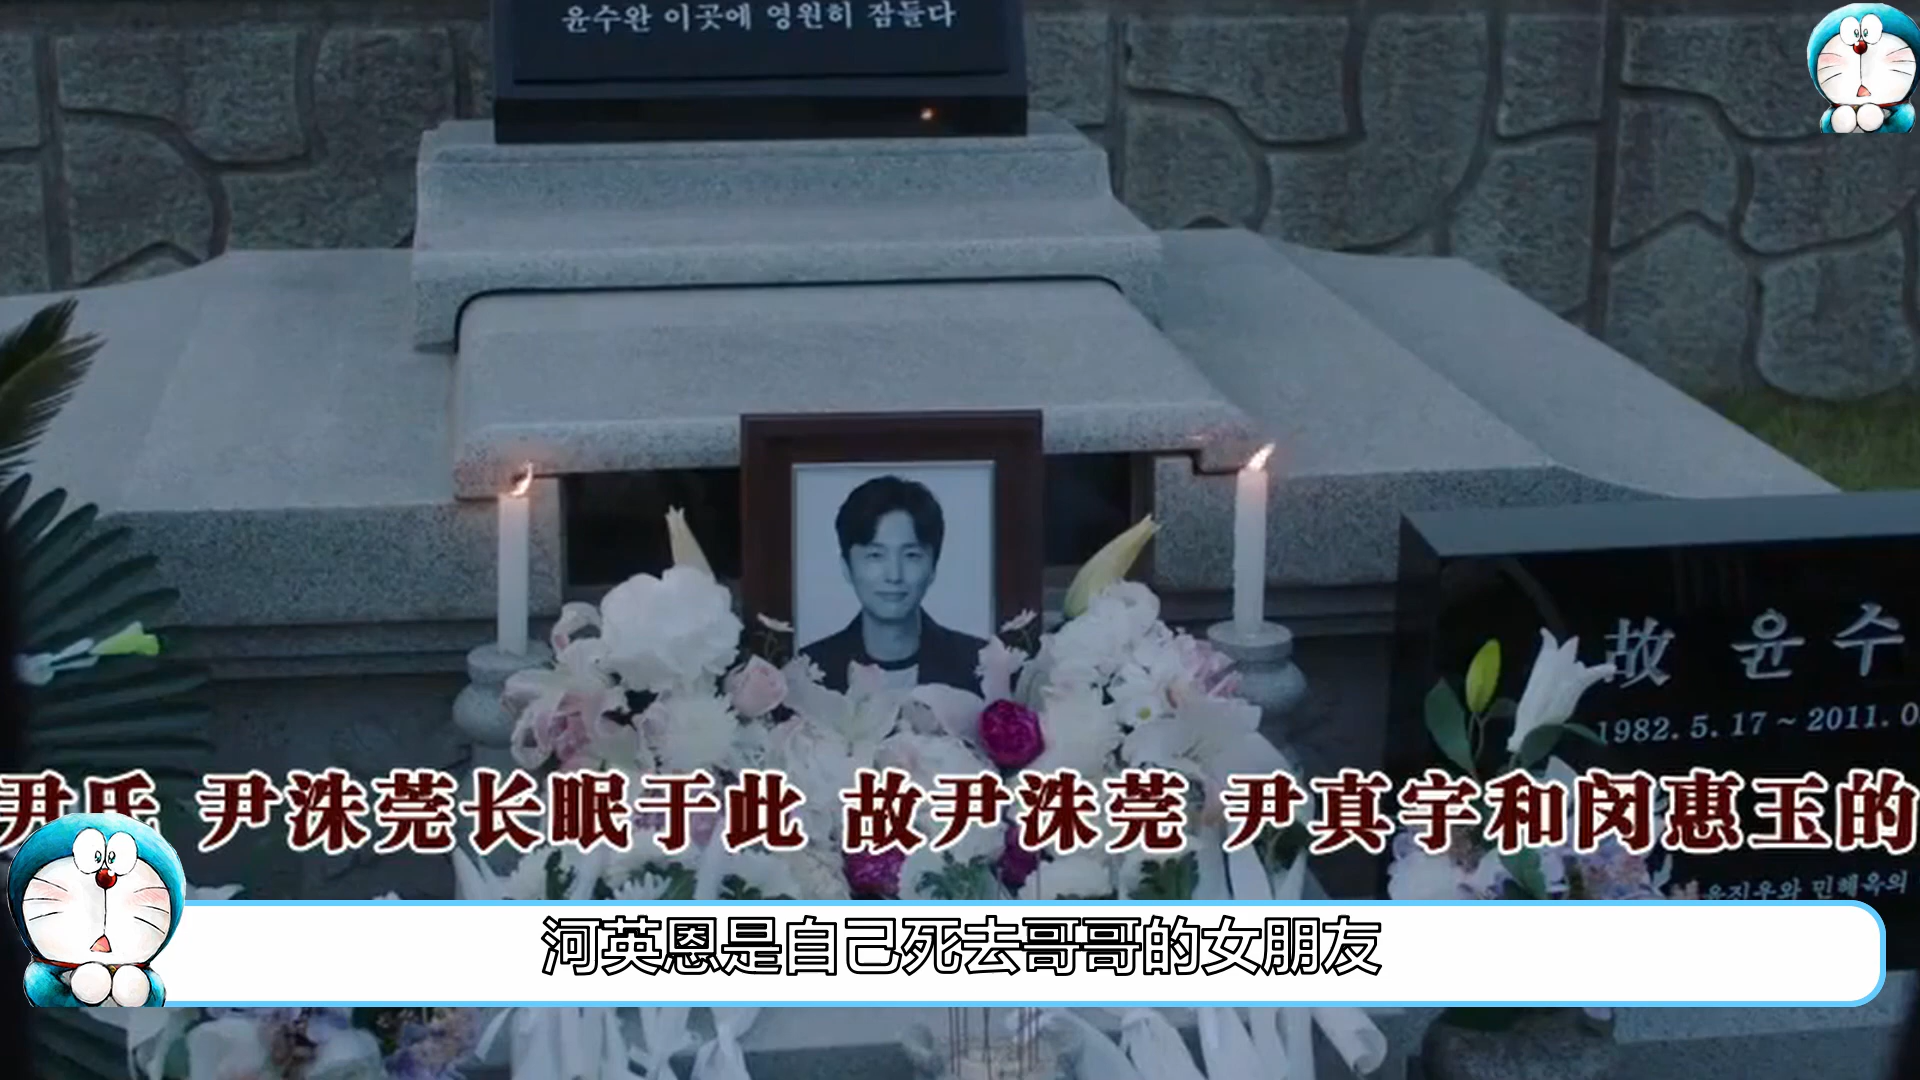 윤수완 이곳에 영원히 잠들다
故 윤수
1982. 5. 17 ~ 2011. 0
尹氏 尹洙莞长眠于此 故尹洙莞 尹真宇和闵惠玉的
윤진우와 민혜옥의
河英恩是自己死去哥哥的女朋友